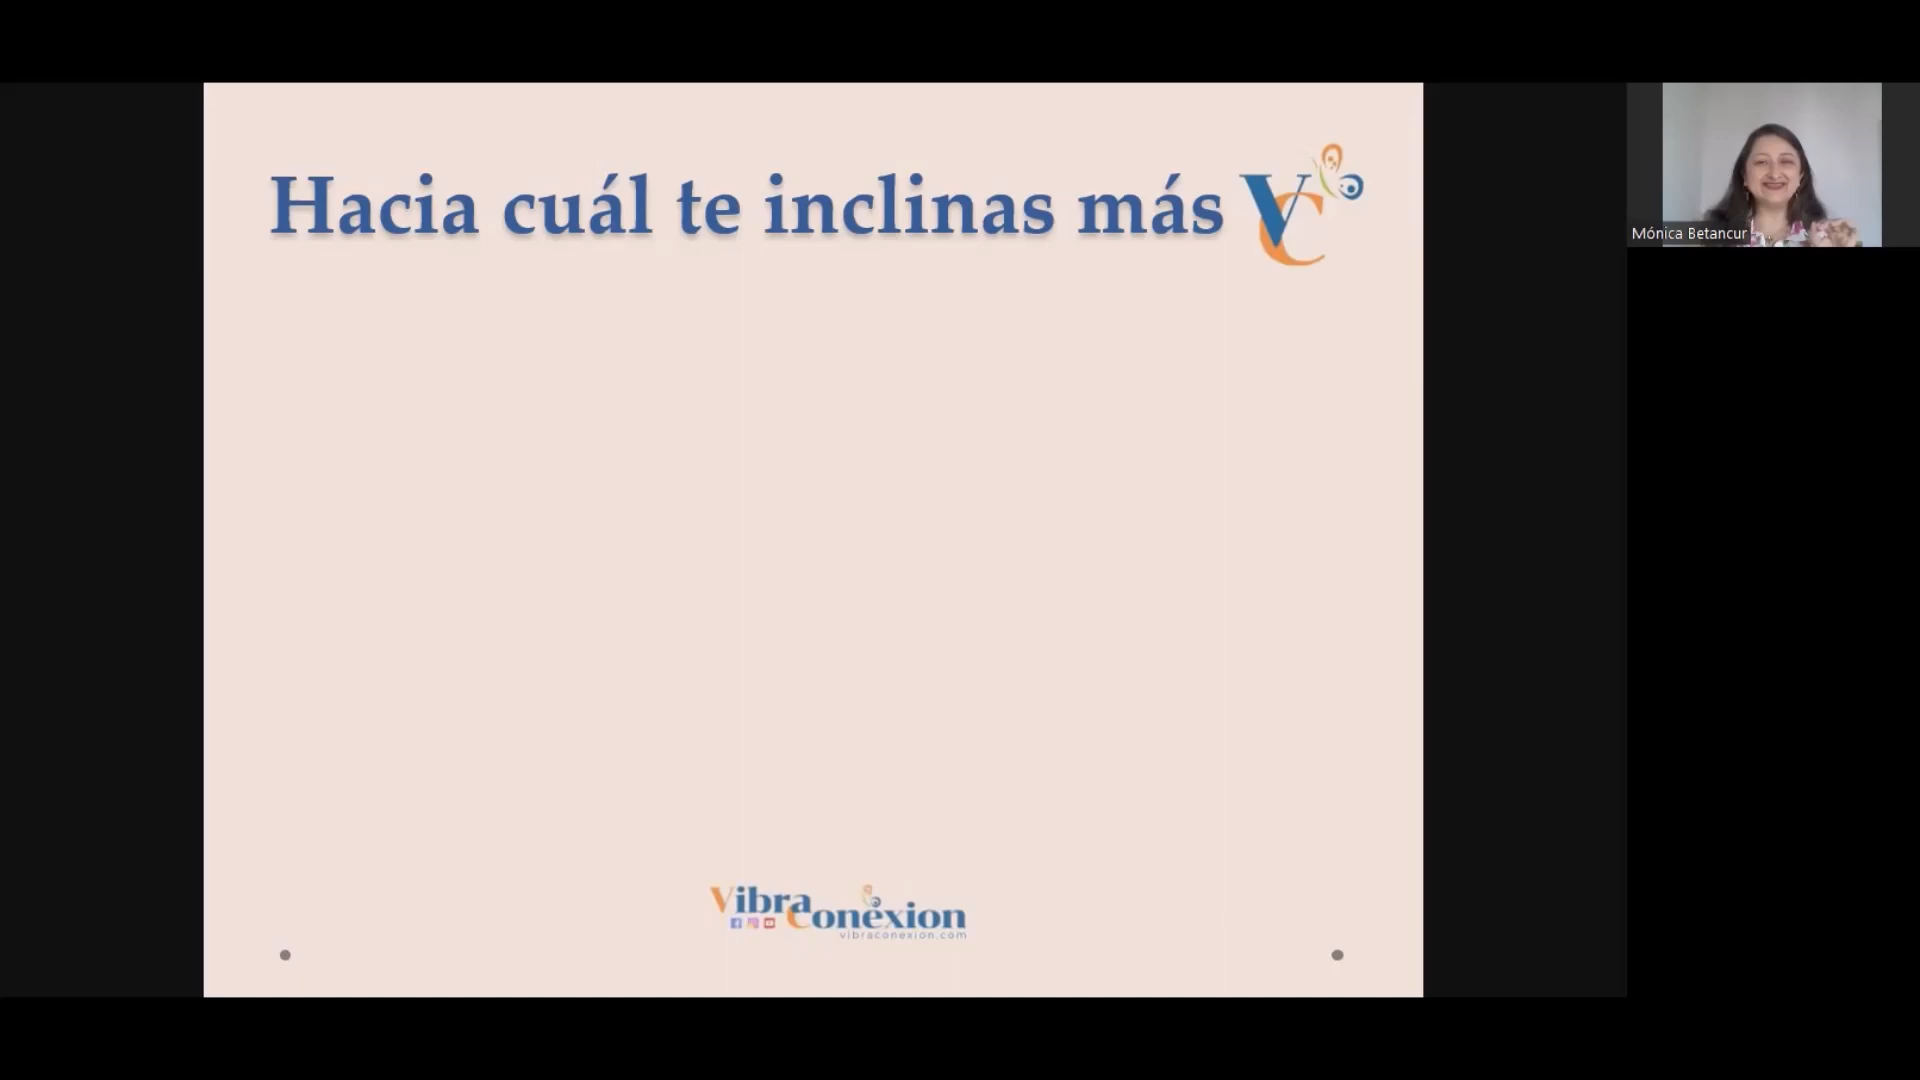 Hacia cuál te inclinas más
VC
Mónica Betancur
Vibra Conexion
vibraconexion.com